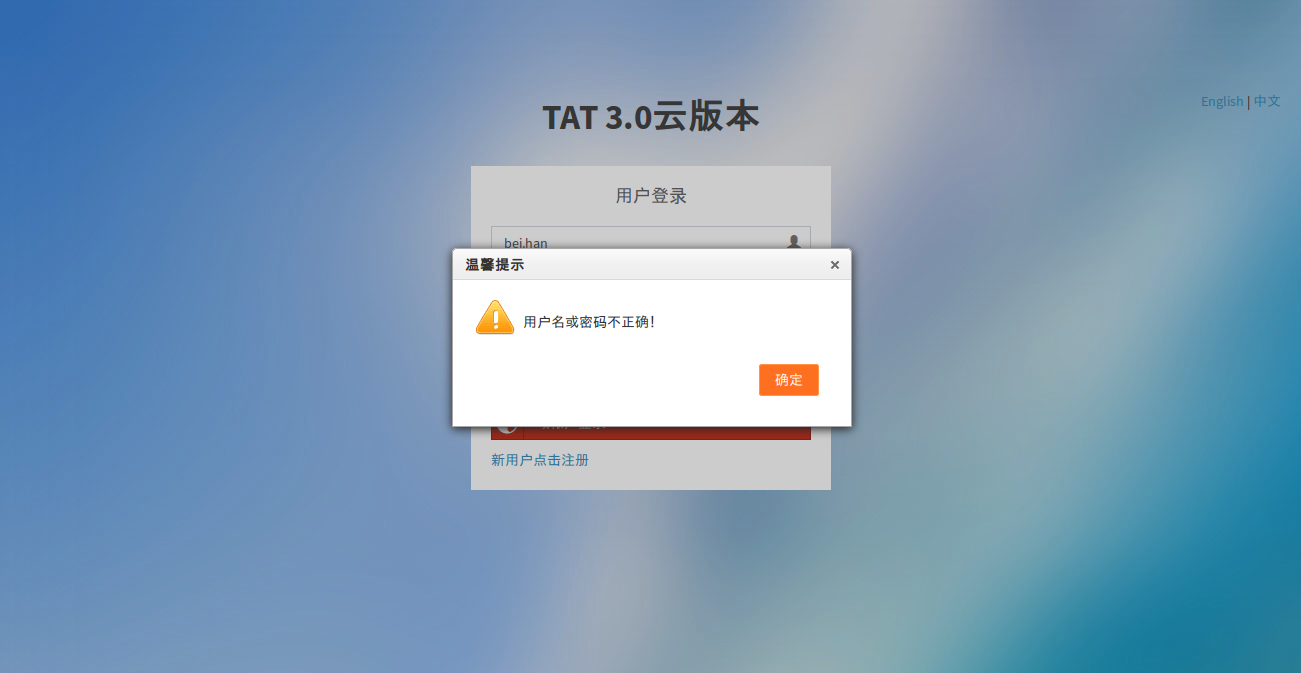 TAT 3.0云版本
English | 中文
用户登录
bei.han
温馨提示
用户名或密码不正确!
确定
新用户点击注册